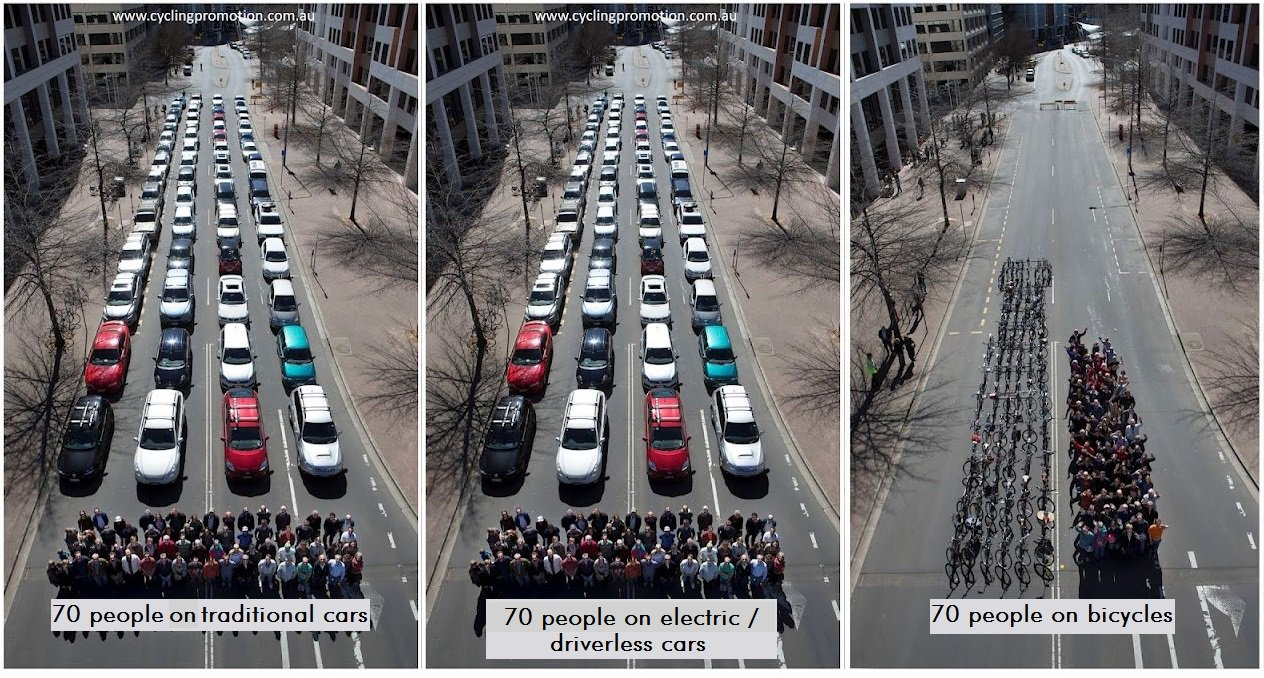 www.cyclingpromotion.com.au
www.cyclingpromotion.com.au
70 people on traditional cars
70 people on electric /
driverless cars
70 people on bicycles